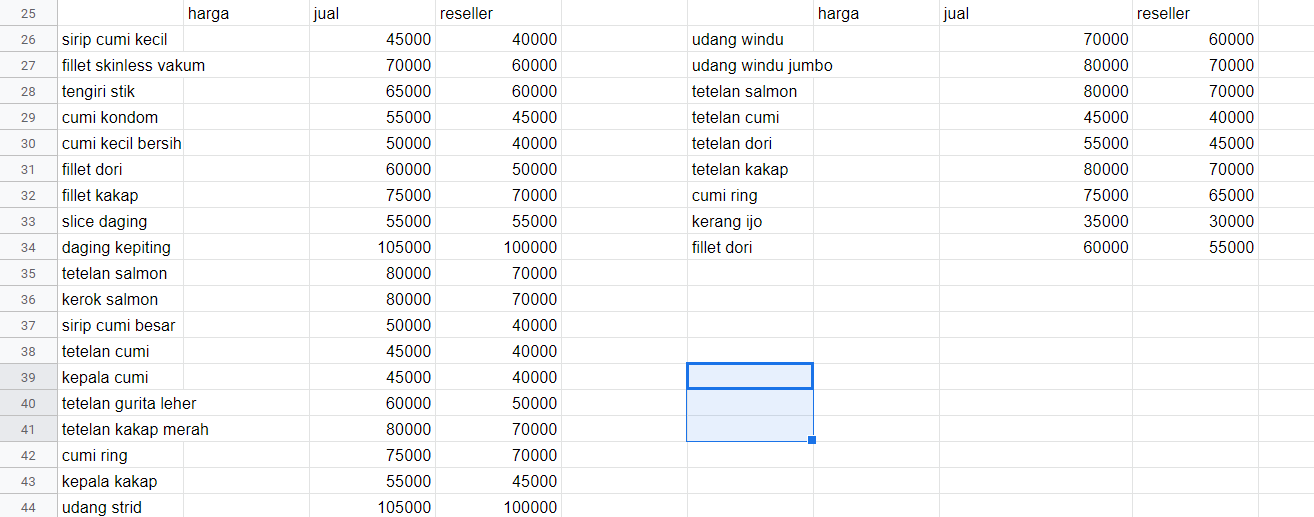 25 harga jual reseller harga jual reseller
26 sirip cumi kecil 45000 40000 udang windu 70000 60000
27 fillet skinless vakum 70000 60000 udang windu jumbo 80000 70000
28 tengiri stik 65000 60000 tetelan salmon 80000 70000
29 cumi kondom 55000 45000 tetelan cumi 45000 40000
30 cumi kecil bersih 50000 40000 tetelan dori 55000 45000
31 fillet dori 60000 50000 tetelan kakap 80000 70000
32 fillet kakap 75000 70000 cumi ring 75000 65000
33 slice daging 55000 55000 kerang ijo 35000 30000
34 daging kepiting 105000 100000 fillet dori 60000 55000
35 tetelan salmon 80000 70000
36 kerok salmon 80000 70000
37 sirip cumi besar 50000 40000
38 tetelan cumi 45000 40000
39 kepala cumi 45000 40000
40 tetelan gurita leher 60000 50000
41 tetelan kakap merah 80000 70000
42 cumi ring 75000 70000
43 kepala kakap 55000 45000
44 udang strid 105000 100000